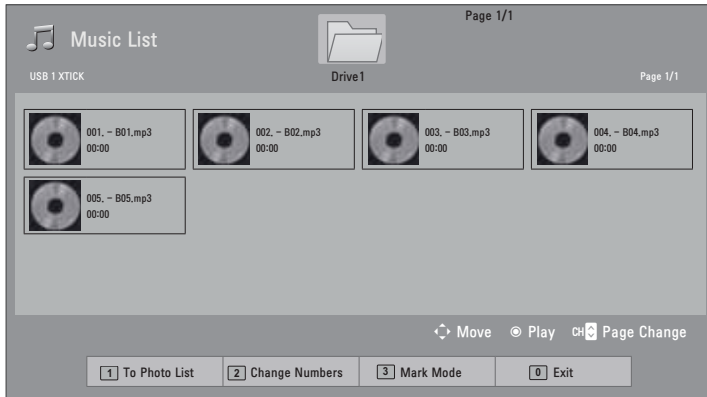 Page 1/1
Music List
Drive1
USB 1 XTICK
Page 1/1
001. - B01.mp3
00:00
002. - B02.mp3
00:00
003. - B03.mp3
00:00
004. - B04.mp3
00:00
005. - B05.mp3
00:00
Move
Play
CH Page Change
1 To Photo List
2 Change Numbers
3 Mark Mode
0 Exit